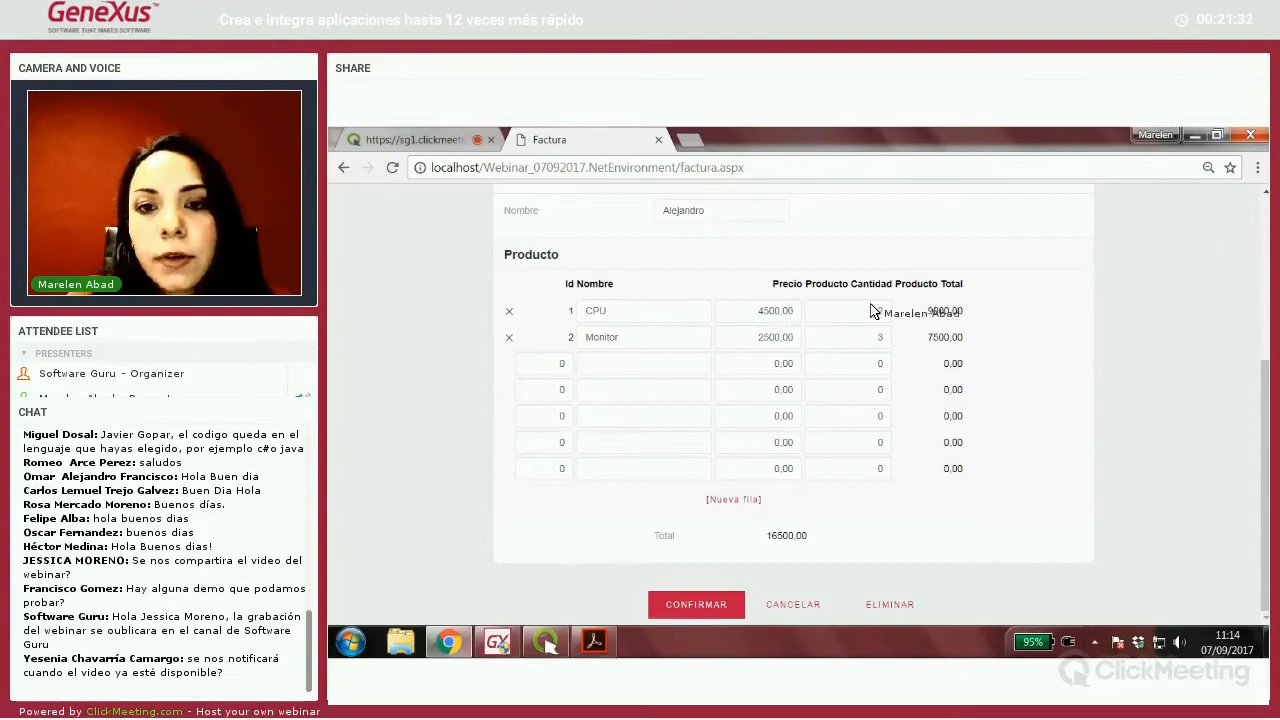 GeneXus™
SOFTWARE THAT MAKES SOFTWARE
Crea e integra aplicaciones hasta 12 veces más rápido
00:21:32
CAMERA AND VOICE
Marelen Abad
ATTENDEE LIST
PRESENTERS
Software Guru - Organizer
CHAT
Miguel Dosal: Javier Gopar, el codigo queda en el
lenguaje que hayas elegido, por ejemplo c#o java
Romeo Arce Perez: saludos
Omar Alejandro Francisco: Hola Buen dia
Carlos Lemuel Trejo Galvez: Buen Dia Hola
Rosa Mercado Moreno: Buenos días.
Felipe Alba: hola buenos dias
Oscar Fernandez: buenos dias
Héctor Medina: Hola Buenos dias!
JESSICA MORENO: Se nos compartira el video del
webinar?
Francisco Gomez: Hay alguna demo que podamos
probar?
Software Guru: Hola Jessica Moreno, la grabación
del webinar se oublicara en el canal de Software
Guru
Yesenia Chavarría Camargo: se nos notificará
cuando el video ya esté disponible?
Powered by ClickMeeting.com - Host your own webinar
SHARE
https://sg1.clickmeeti
Factura
Marelen
localhost/Webinar_07092017.NetEnvironment/factura.aspx
Nombre Alejandro
Producto
Id Nombre Precio Producto Cantidad Producto Total
1 CPU 4500,00
Marelen Abad
2 Monitor 2500,00 3 7500,00
0 0,00 0 0,00
0 0,00 0 0,00
0 0,00 0 0,00
0 0,00 0 0,00
0 0,00 0 0,00
[Nueva fila]
Total 16500,00
CONFIRMAR CANCELAR ELIMINAR
GX
95%
11:14
07/09/2017
ClickMeeting